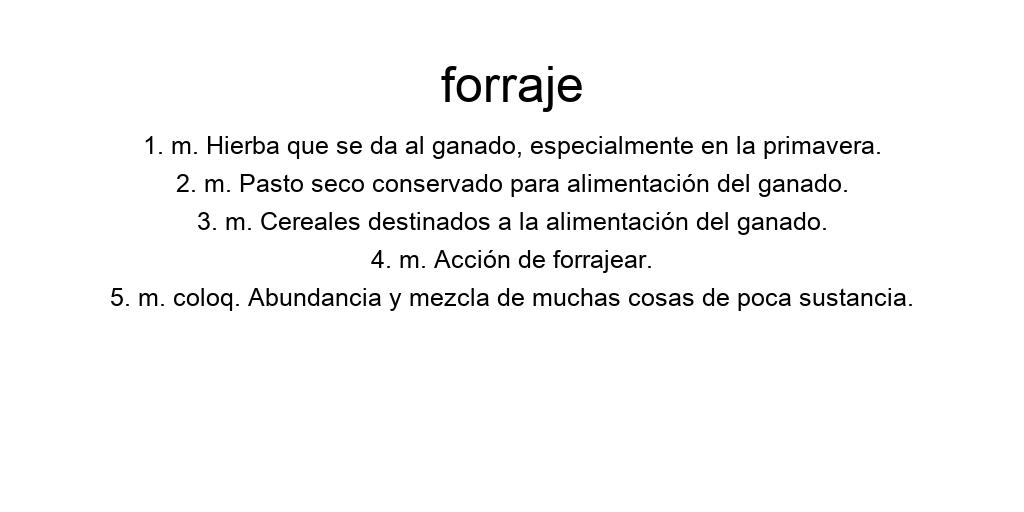 forraje
1. m. Hierba que se da al ganado, especialmente en la primavera.
2. m. Pasto seco conservado para alimentación del ganado.
3. m. Cereales destinados a la alimentación del ganado.
4. m. Acción de forrajear.
5. m. coloq. Abundancia y mezcla de muchas cosas de poca sustancia.